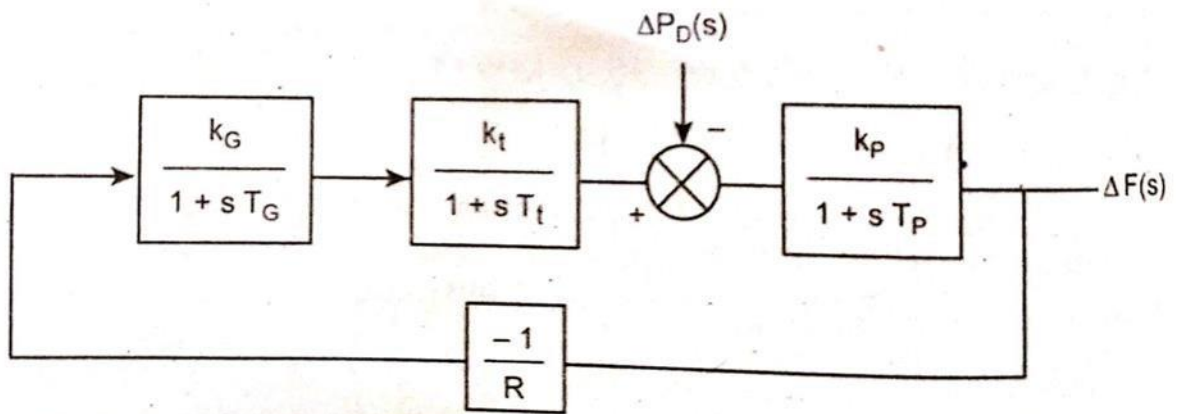 ΔP_D(s)
k_G
1 + s T_G
k_t
1 + s T_t
−
+
k_P
1 + s T_P
ΔF(s)
− 1
R